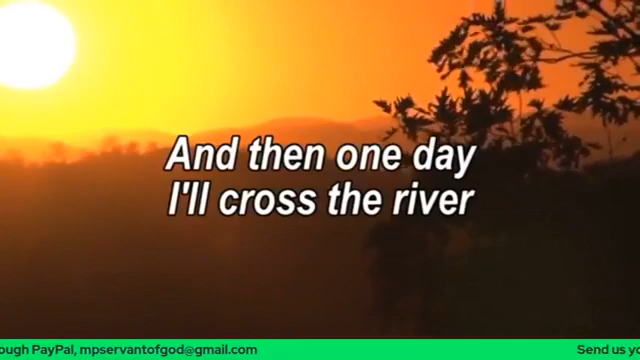 And then one day
I'll cross the river
ough PayPal, mpservantofgod@gmail.com
Send us yo